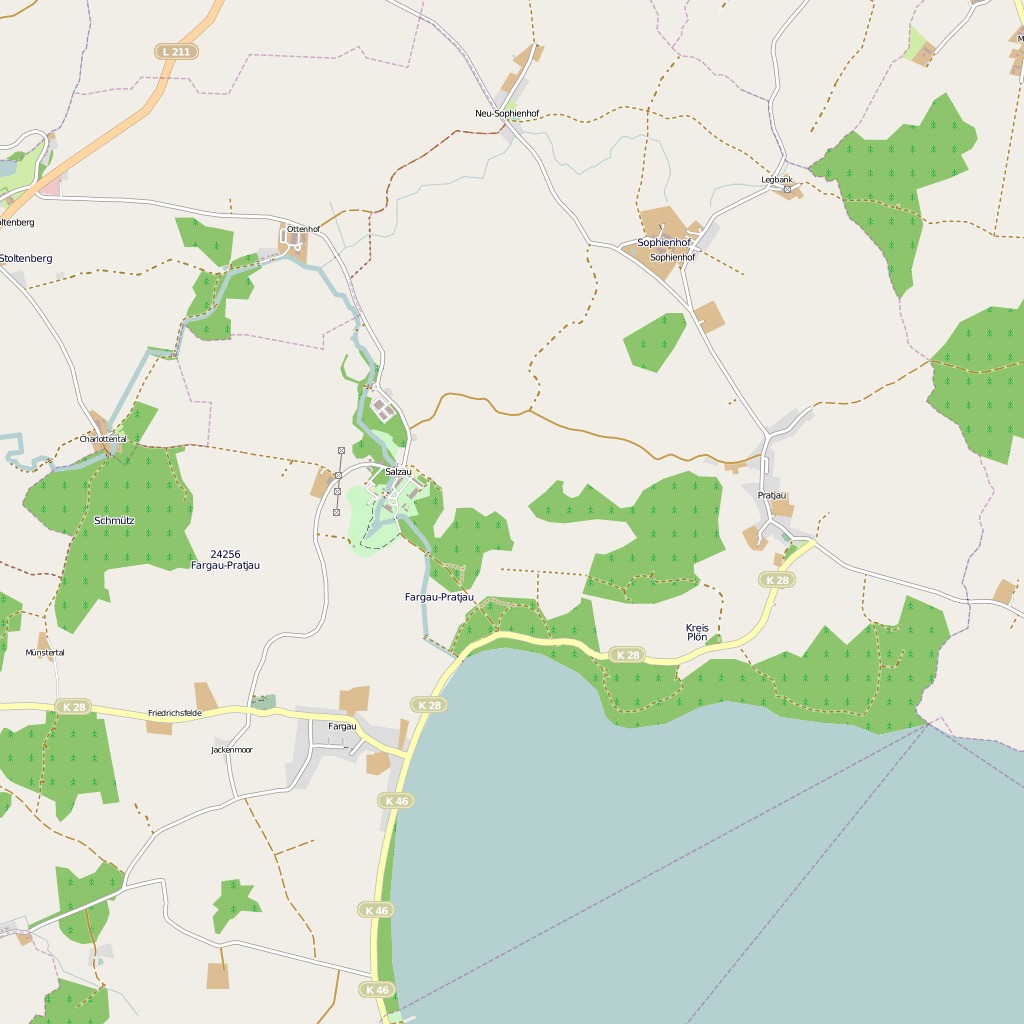 L 211
Neu-Sophienhof
Legbank
oltenberg
Ottenhof
Sophienhof
Sophienhof
Stoltenberg
Charlottental
Salzau
Pratjau
Schmütz
24256
Fargau-Pratjau
K 28
Fargau-Pratjau
Kreis
Plön
Münstertal
K 28
K 28
K 28
Friedrichsfelde
Fargau
Jackenmoor
K 46
K 46
K 46